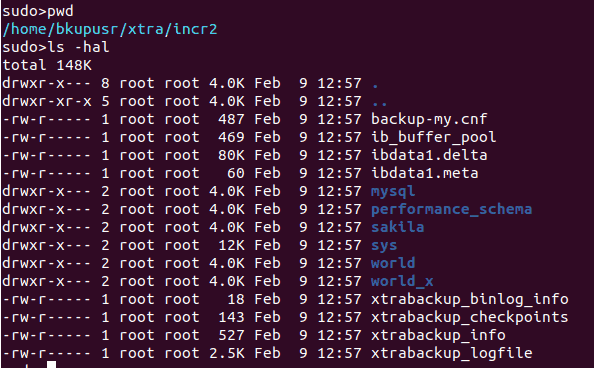 sudo>pwd
/home/bkupusr/xtra/incr2
sudo>ls -hal
total 148K
drwxr-x--- 8 root root 4.0K Feb  9 12:57 .
drwxr-xr-x 5 root root 4.0K Feb  9 12:57 ..
-rw-r----- 1 root root  487 Feb  9 12:57 backup-my.cnf
-rw-r----- 1 root root  469 Feb  9 12:57 ib_buffer_pool
-rw-r----- 1 root root  80K Feb  9 12:57 ibdata1.delta
-rw-r----- 1 root root   60 Feb  9 12:57 ibdata1.meta
drwxr-x--- 2 root root 4.0K Feb  9 12:57 mysql
drwxr-x--- 2 root root 4.0K Feb  9 12:57 performance_schema
drwxr-x--- 2 root root 4.0K Feb  9 12:57 sakila
drwxr-x--- 2 root root  12K Feb  9 12:57 sys
drwxr-x--- 2 root root 4.0K Feb  9 12:57 world
drwxr-x--- 2 root root 4.0K Feb  9 12:57 world_x
-rw-r----- 1 root root   18 Feb  9 12:57 xtrabackup_binlog_info
-rw-r----- 1 root root  143 Feb  9 12:57 xtrabackup_checkpoints
-rw-r----- 1 root root  527 Feb  9 12:57 xtrabackup_info
-rw-r----- 1 root root 2.5K Feb  9 12:57 xtrabackup_logfile